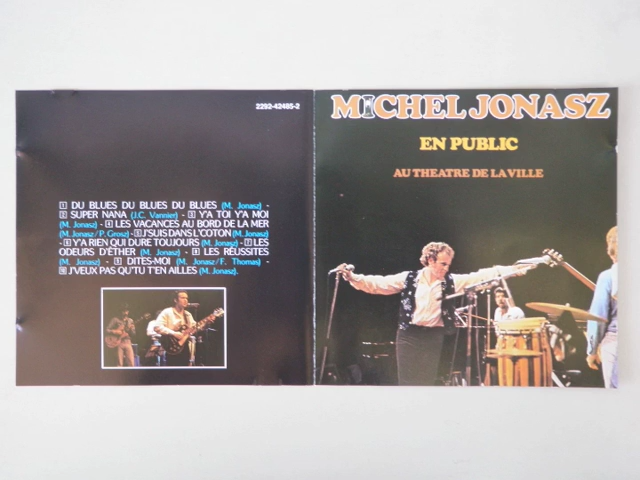 2292-42485-2
1 DU BLUES DU BLUES DU BLUES (M. Jonasz) -
2 SUPER NANA (J.C. Vannier) - 3 Y'A TOI Y'A MOI
(M. Jonasz) - 4 LES VACANCES AU BORD DE LA MER
(M. Jonasz / P. Grosz) - 5 J'SUIS DANS L'COTON (M. Jonasz)
- 6 Y'A RIEN QUI DURE TOUJOURS (M. Jonasz) - 7 LES
ODEURS D'ÉTHER (M. Jonasz) - 8 LES RÉUSSITES
(M. Jonasz) - 9 DITES-MOI (M. Jonasz / F. Thomas) -
10 J'VEUX PAS QU'TU T'EN AILLES (M. Jonasz).
MICHEL JONASZ
EN PUBLIC
AU THEATRE DE LA VILLE